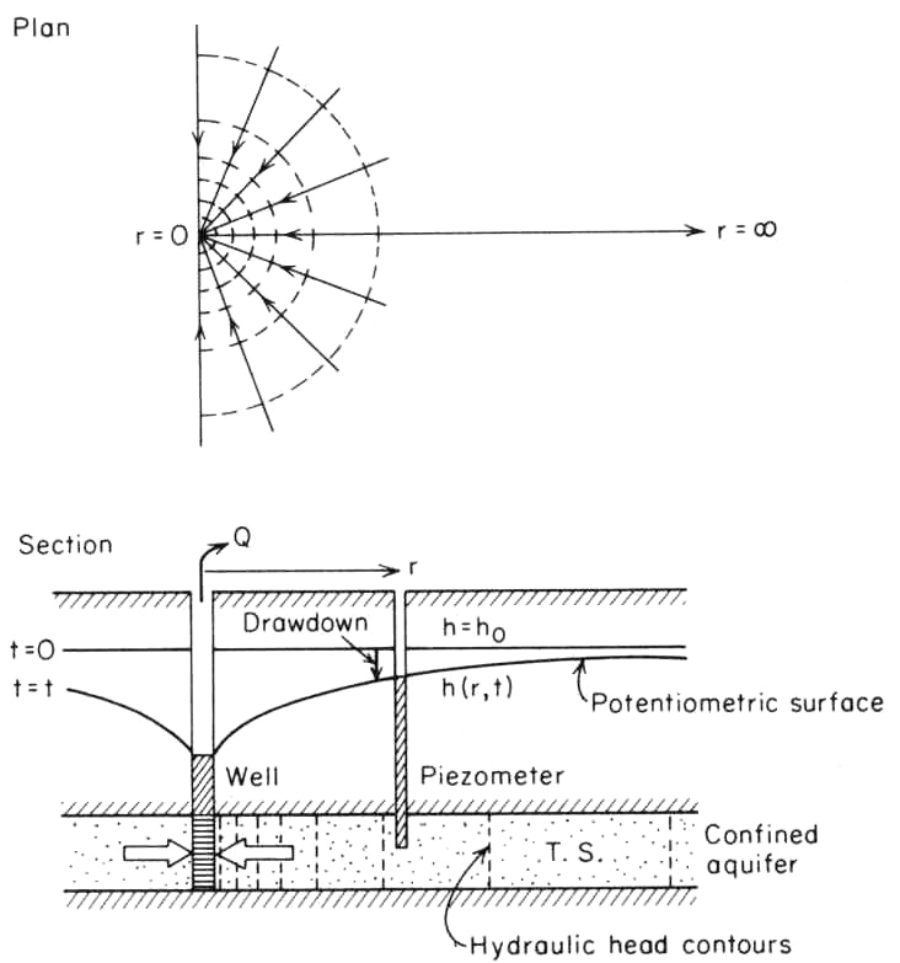 Plan
r = 0
r = ∞
Section
Q
r
Drawdown
h = h₀
t = 0
t = t
h(r, t)
Potentiometric surface
Well
Piezometer
T. S.
Confined
aquifer
Hydraulic head contours